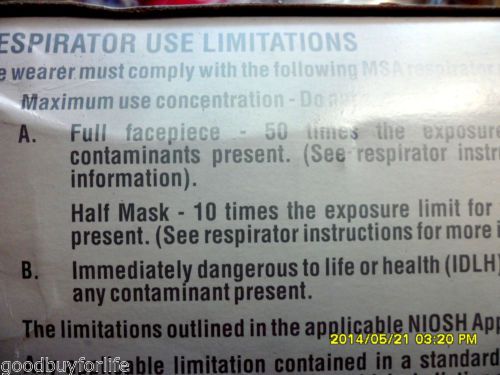 ESPIRATOR USE LIMITATIONS
e wearer must comply with the following MSA respirator
Maximum use concentration - Do
A. Full facepiece - 50 times the exposure
contaminants present. (See respirator instr
information).
Half Mask - 10 times the exposure limit for
present. (See respirator instructions for more i
B. Immediately dangerous to life or health (IDLH)
any contaminant present.
The limitations outlined in the applicable NIOSH App
2014/05/21 03:20 PM
able limitation contained in a standard
goodbuyforlife